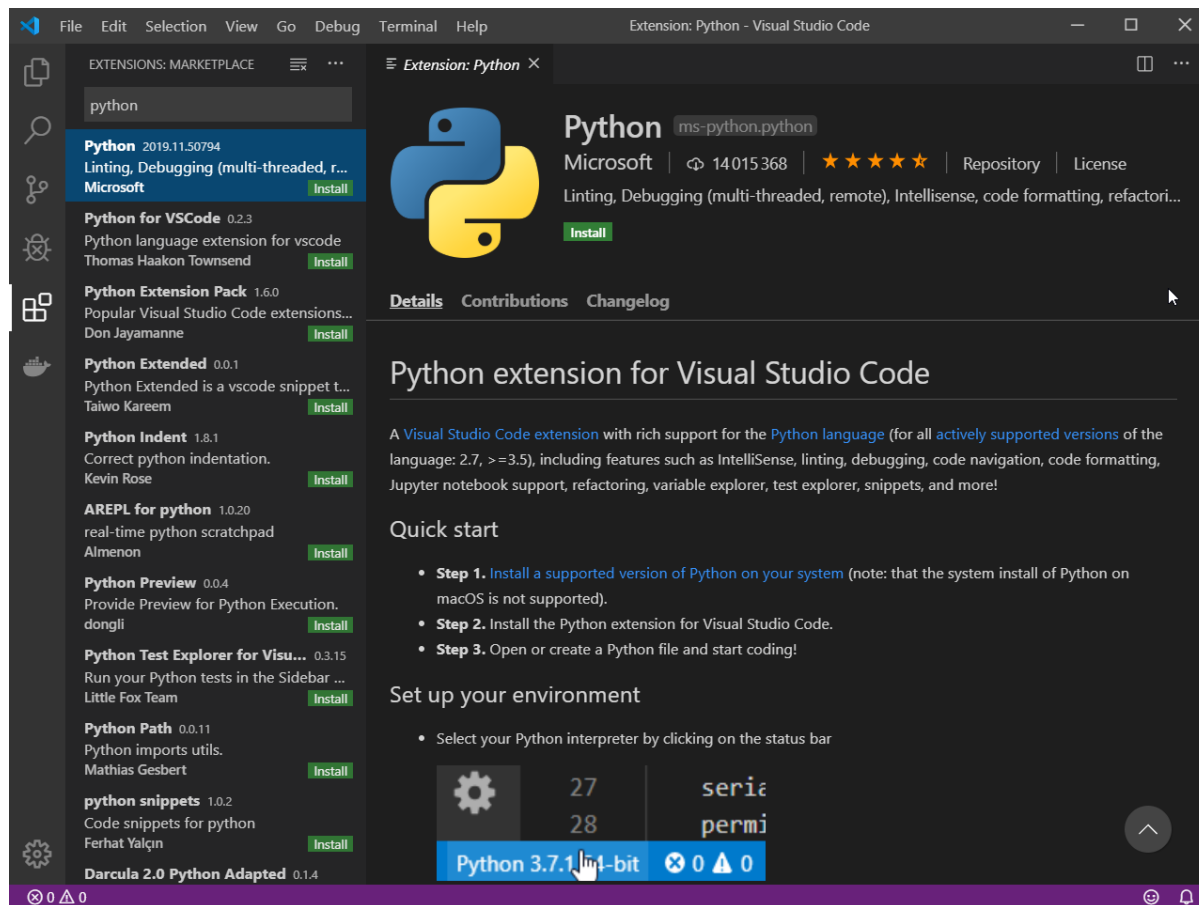 File Edit Selection View Go Debug Terminal Help Extension: Python - Visual Studio Code
EXTENSIONS: MARKETPLACE
python
Python 2019.11.50794
Linting, Debugging (multi-threaded, r...
Microsoft Install
Python for VSCode 0.2.3
Python language extension for vscode
Thomas Haakon Townsend Install
Python Extension Pack 1.6.0
Popular Visual Studio Code extensions...
Don Jayamanne Install
Python Extended 0.0.1
Python Extended is a vscode snippet t...
Taiwo Kareem Install
Python Indent 1.8.1
Correct python indentation.
Kevin Rose Install
AREPL for python 1.0.20
real-time python scratchpad
Almenon Install
Python Preview 0.0.4
Provide Preview for Python Execution.
dongli Install
Python Test Explorer for Visu... 0.3.15
Run your Python tests in the Sidebar ...
Little Fox Team Install
Python Path 0.0.11
Python imports utils.
Mathias Gesbert Install
python snippets 1.0.2
Code snippets for python
Ferhat Yalçın Install
Darcula 2.0 Python Adapted 0.1.4
Extension: Python
Python ms-python.python
Microsoft 14015368 Repository License
Linting, Debugging (multi-threaded, remote), Intellisense, code formatting, refactori...
Install
Details Contributions Changelog
Python extension for Visual Studio Code
A Visual Studio Code extension with rich support for the Python language (for all actively supported versions of the
language: 2.7, >=3.5), including features such as IntelliSense, linting, debugging, code navigation, code formatting,
Jupyter notebook support, refactoring, variable explorer, test explorer, snippets, and more!
Quick start
• Step 1. Install a supported version of Python on your system (note: that the system install of Python on
macOS is not supported).
• Step 2. Install the Python extension for Visual Studio Code.
• Step 3. Open or create a Python file and start coding!
Set up your environment
• Select your Python interpreter by clicking on the status bar
27 seria
28 permi
Python 3.7.1 -bit 0 0
0 0